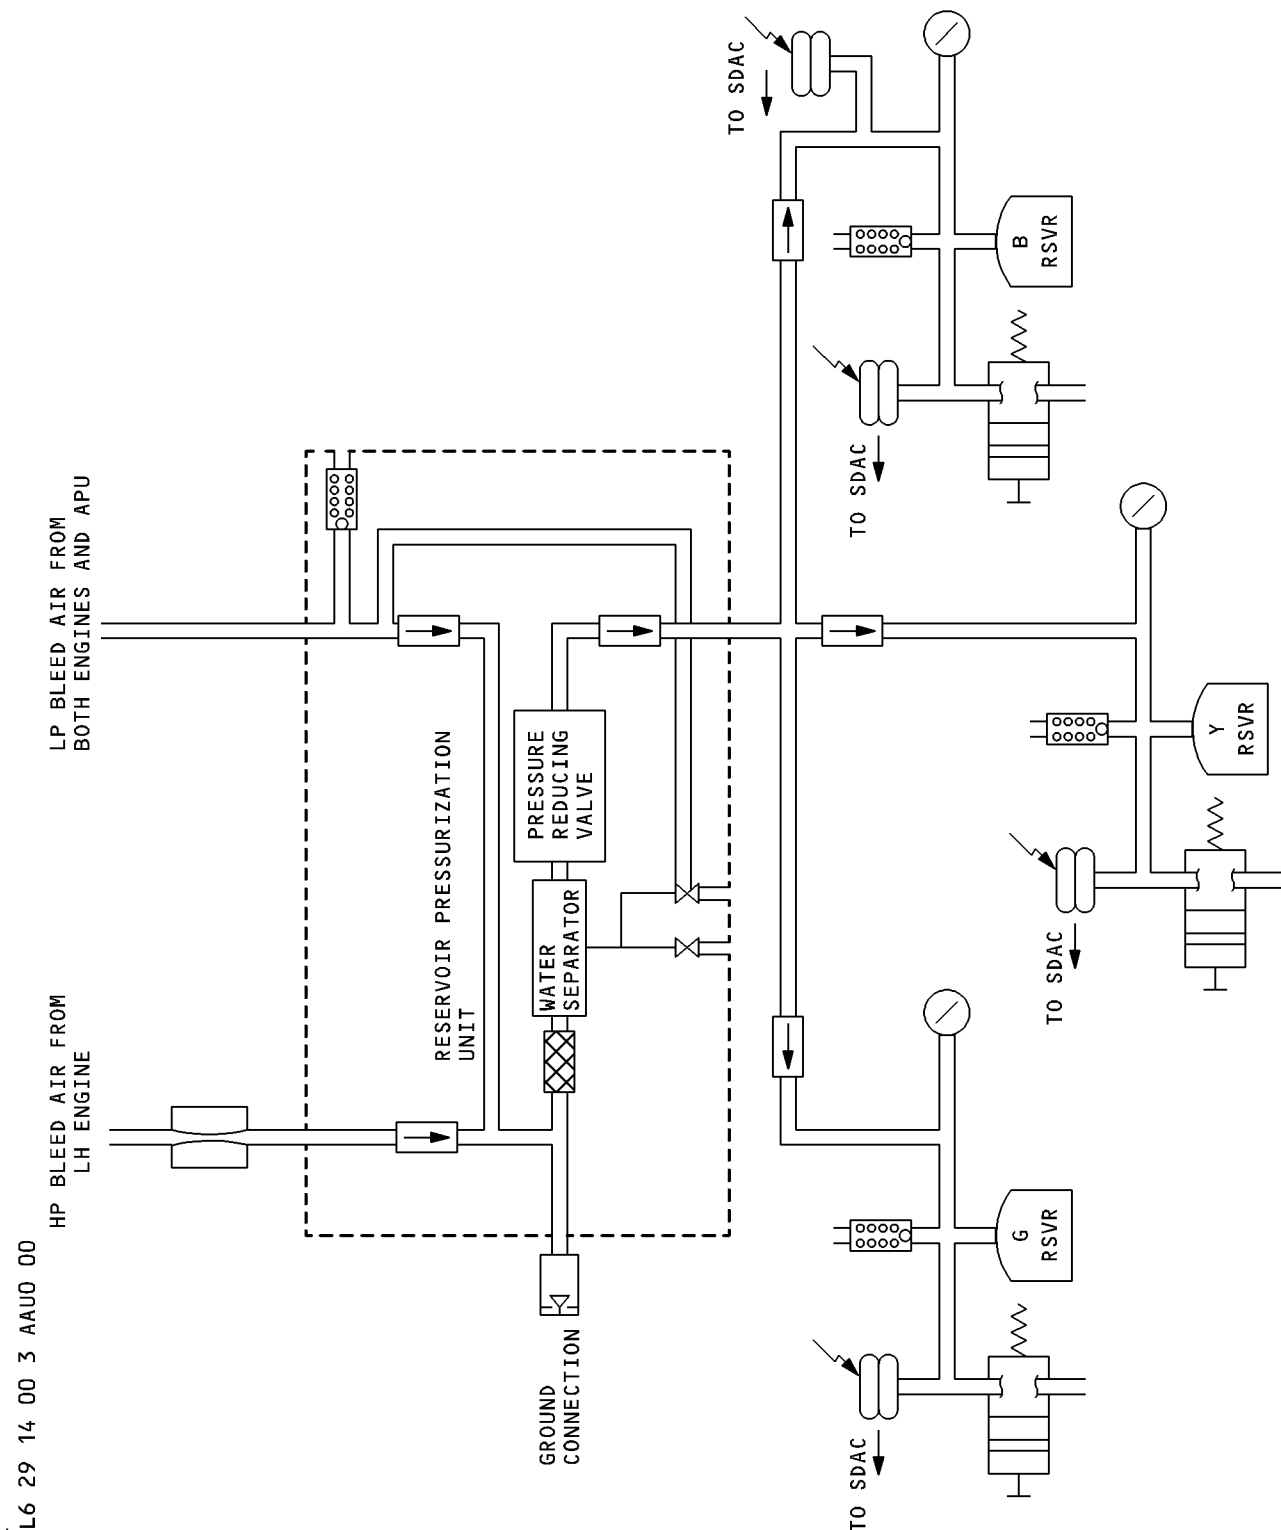 L6 29 14 00 3 AAU0 00
HP BLEED AIR FROM
LH ENGINE
LP BLEED AIR FROM
BOTH ENGINES AND APU
RESERVOIR PRESSURIZATION
UNIT
GROUND
CONNECTION
WATER
SEPARATOR
PRESSURE
REDUCING
VALVE
TO SDAC
TO SDAC
B
RSVR
TO SDAC
Y
RSVR
TO SDAC
G
RSVR